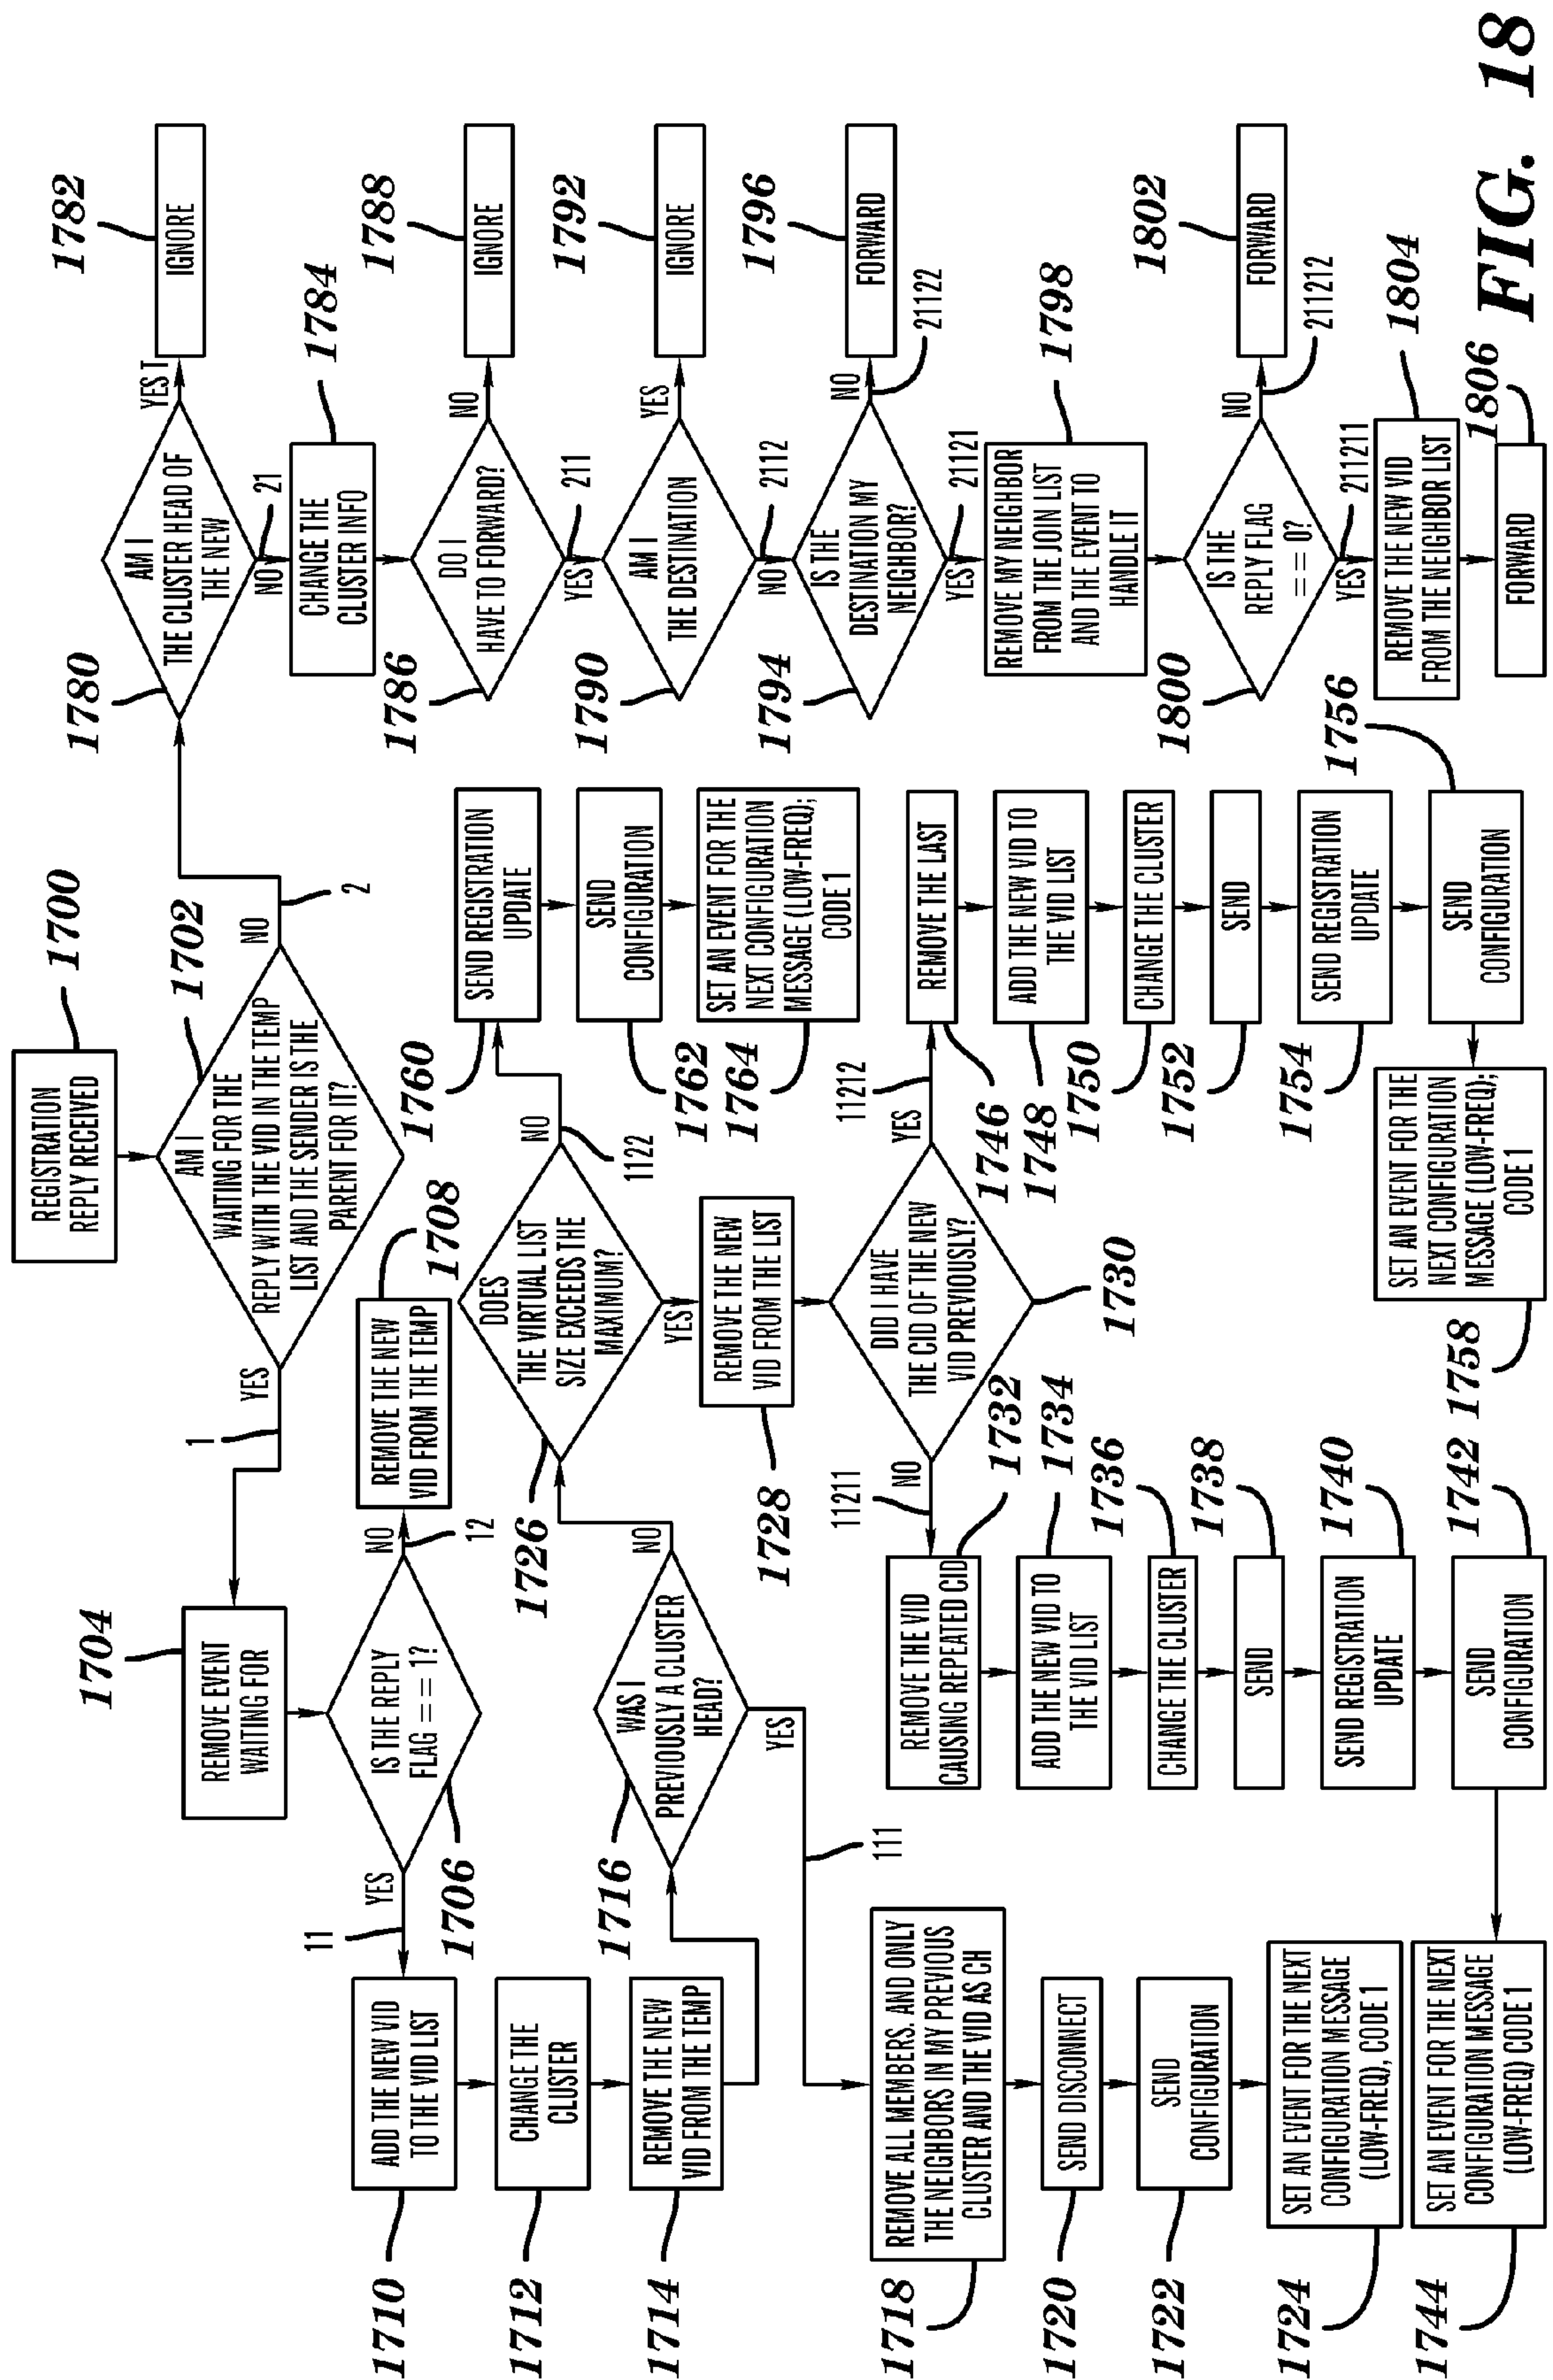 REGISTRATION
REPLY RECEIVED
1700
AM I
WAITING FOR THE
REPLY WITH THE VID IN THE TEMP
LIST AND THE SENDER IS THE
PARENT FOR IT?
1702
YES
1
NO
2
REMOVE EVENT
WAITING FOR
1704
IS THE REPLY
FLAG = = 1?
1706
NO
12
REMOVE THE NEW
VID FROM THE TEMP
1708
YES
11
ADD THE NEW VID
TO THE VID LIST
1710
CHANGE THE
CLUSTER
1712
REMOVE THE NEW
VID FROM THE TEMP
1714
WAS I
PREVIOUSLY A CLUSTER
HEAD?
1716
YES
111
NO
REMOVE ALL MEMBERS. AND ONLY
THE NEIGHBORS IN MY PREVIOUS
CLUSTER AND THE VID AS CH
1718
SEND DISCONNECT
1720
SEND
CONFIGURATION
1722
SET AN EVENT FOR THE NEXT
CONFIGURATION MESSAGE
(LOW-FREQ), CODE 1
1724
DOES
THE VIRTUAL LIST
SIZE EXCEEDS THE
MAXIMUM?
1726
NO
1122
YES
REMOVE THE NEW
VID FROM THE LIST
1728
DID I HAVE
THE CID OF THE NEW
VID PREVIOUSLY?
1730
NO
11211
REMOVE THE VID
CAUSING REPEATED CID
1732
ADD THE NEW VID TO
THE VID LIST
1734
CHANGE THE CLUSTER
1736
SEND
1738
SEND REGISTRATION
UPDATE
1740
SEND
CONFIGURATION
1742
SET AN EVENT FOR THE NEXT
CONFIGURATION MESSAGE
(LOW-FREQ) CODE 1
1744
YES
11212
REMOVE THE LAST
1746
ADD THE NEW VID TO
THE VID LIST
1748
CHANGE THE CLUSTER
1750
SEND
1752
SEND REGISTRATION
UPDATE
1754
SEND
CONFIGURATION
1756
SET AN EVENT FOR THE
NEXT CONFIGURATION
MESSAGE (LOW-FREQ);
CODE 1
1758
SEND REGISTRATION
UPDATE
1760
SEND
CONFIGURATION
1762
SET AN EVENT FOR THE
NEXT CONFIGURATION
MESSAGE (LOW-FREQ);
CODE 1
1764
AM I
THE CLUSTER HEAD OF
THE NEW
1780
YES T
IGNORE
1782
NO
21
CHANGE THE
CLUSTER INFO
1784
DO I
HAVE TO FORWARD?
1786
NO
IGNORE
1788
YES
211
AM I
THE DESTINATION
1790
YES
IGNORE
1792
NO
2112
IS THE
DESTINATION MY
NEIGHBOR?
1794
NO
21122
FORWARD
1796
YES
21121
REMOVE MY NEIGHBOR
FROM THE JOIN LIST
AND THE EVENT TO
HANDLE IT
1798
IS THE
REPLY FLAG
= = 0?
1800
NO
211212
FORWARD
1802
YES
211211
REMOVE THE NEW VID
FROM THE NEIGHBOR LIST
1804
FORWARD
1806
FIG. 18